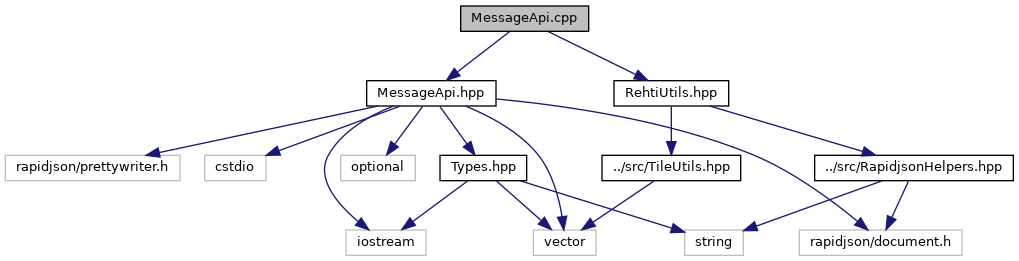 MessageApi.cpp
MessageApi.hpp
RehtiUtils.hpp
rapidjson/prettywriter.h
cstdio
optional
Types.hpp
../src/TileUtils.hpp
../src/RapidjsonHelpers.hpp
iostream
vector
string
rapidjson/document.h